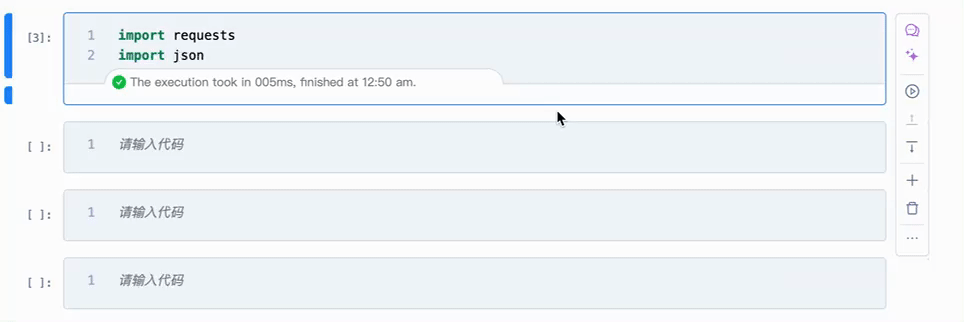 [3]:
1 import requests
2 import json
The execution took in 005ms, finished at 12:50 am.
[ ]:
1 请输入代码
[ ]:
1 请输入代码
[ ]:
1 请输入代码